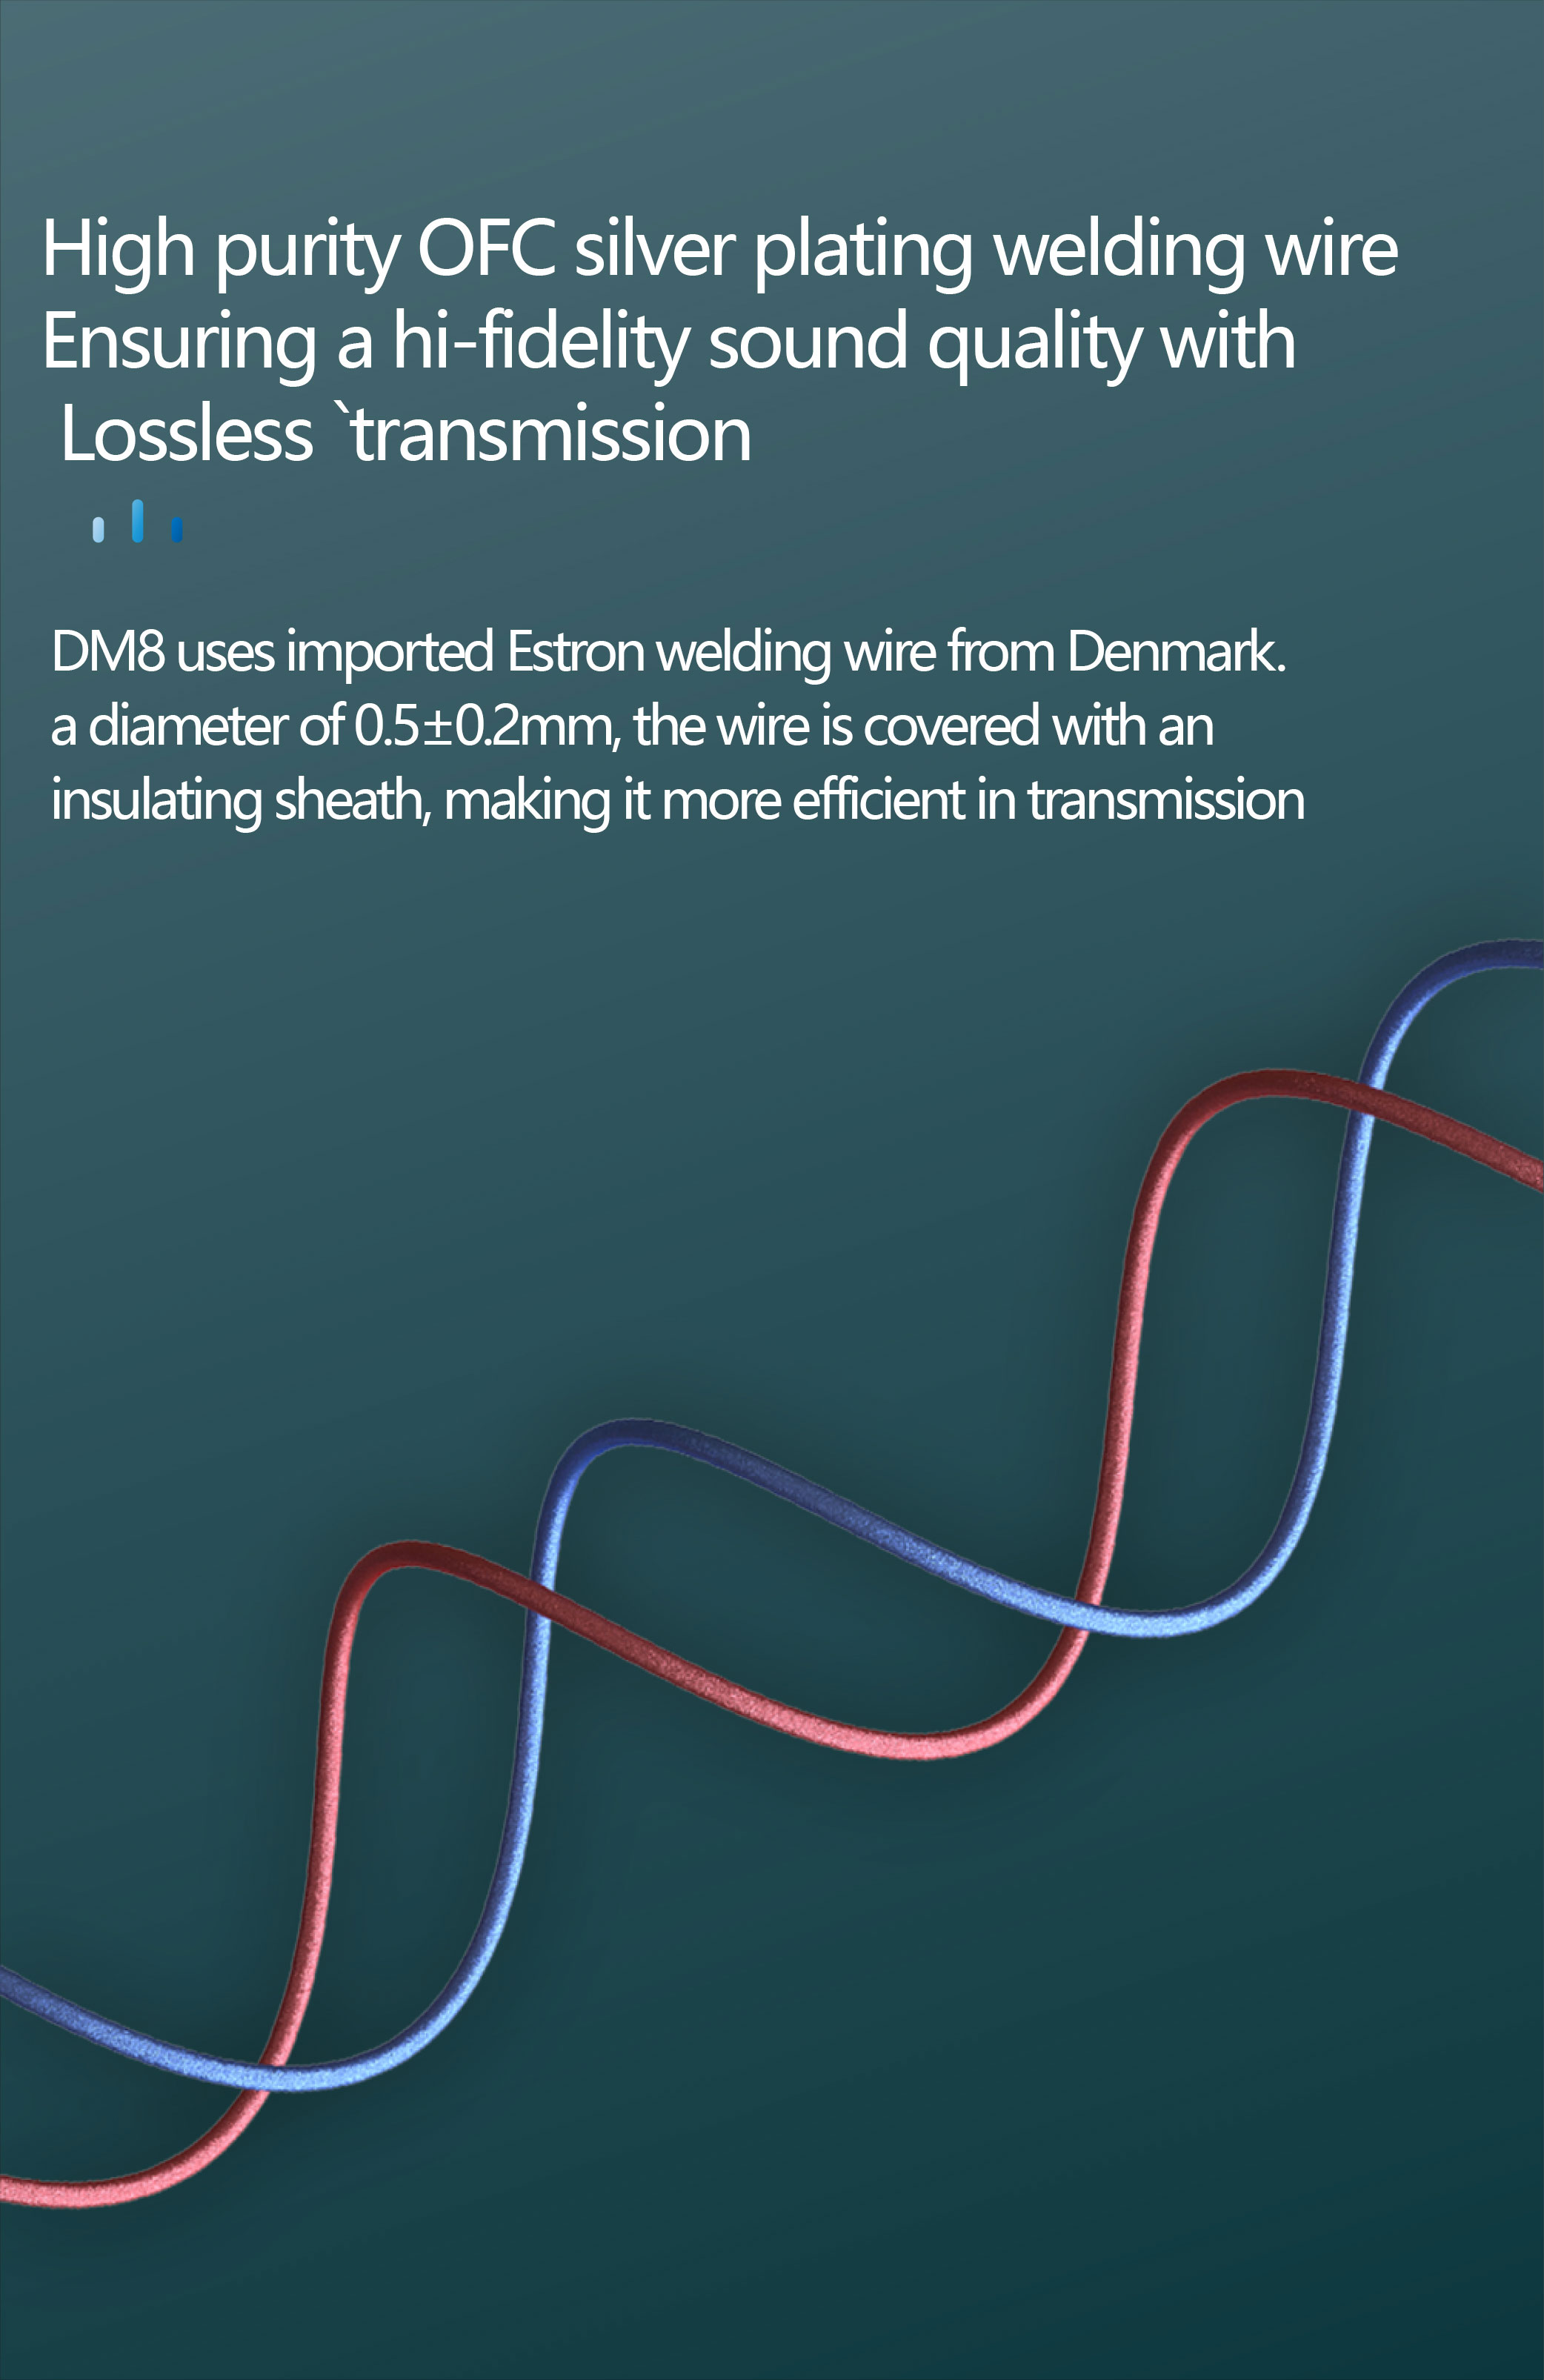 High purity OFC silver plating welding wire
Ensuring a hi-fidelity sound quality with
Lossless `transmission
DM8 uses imported Estron welding wire from Denmark.
a diameter of 0.5±0.2mm, the wire is covered with an
insulating sheath, making it more efficient in transmission